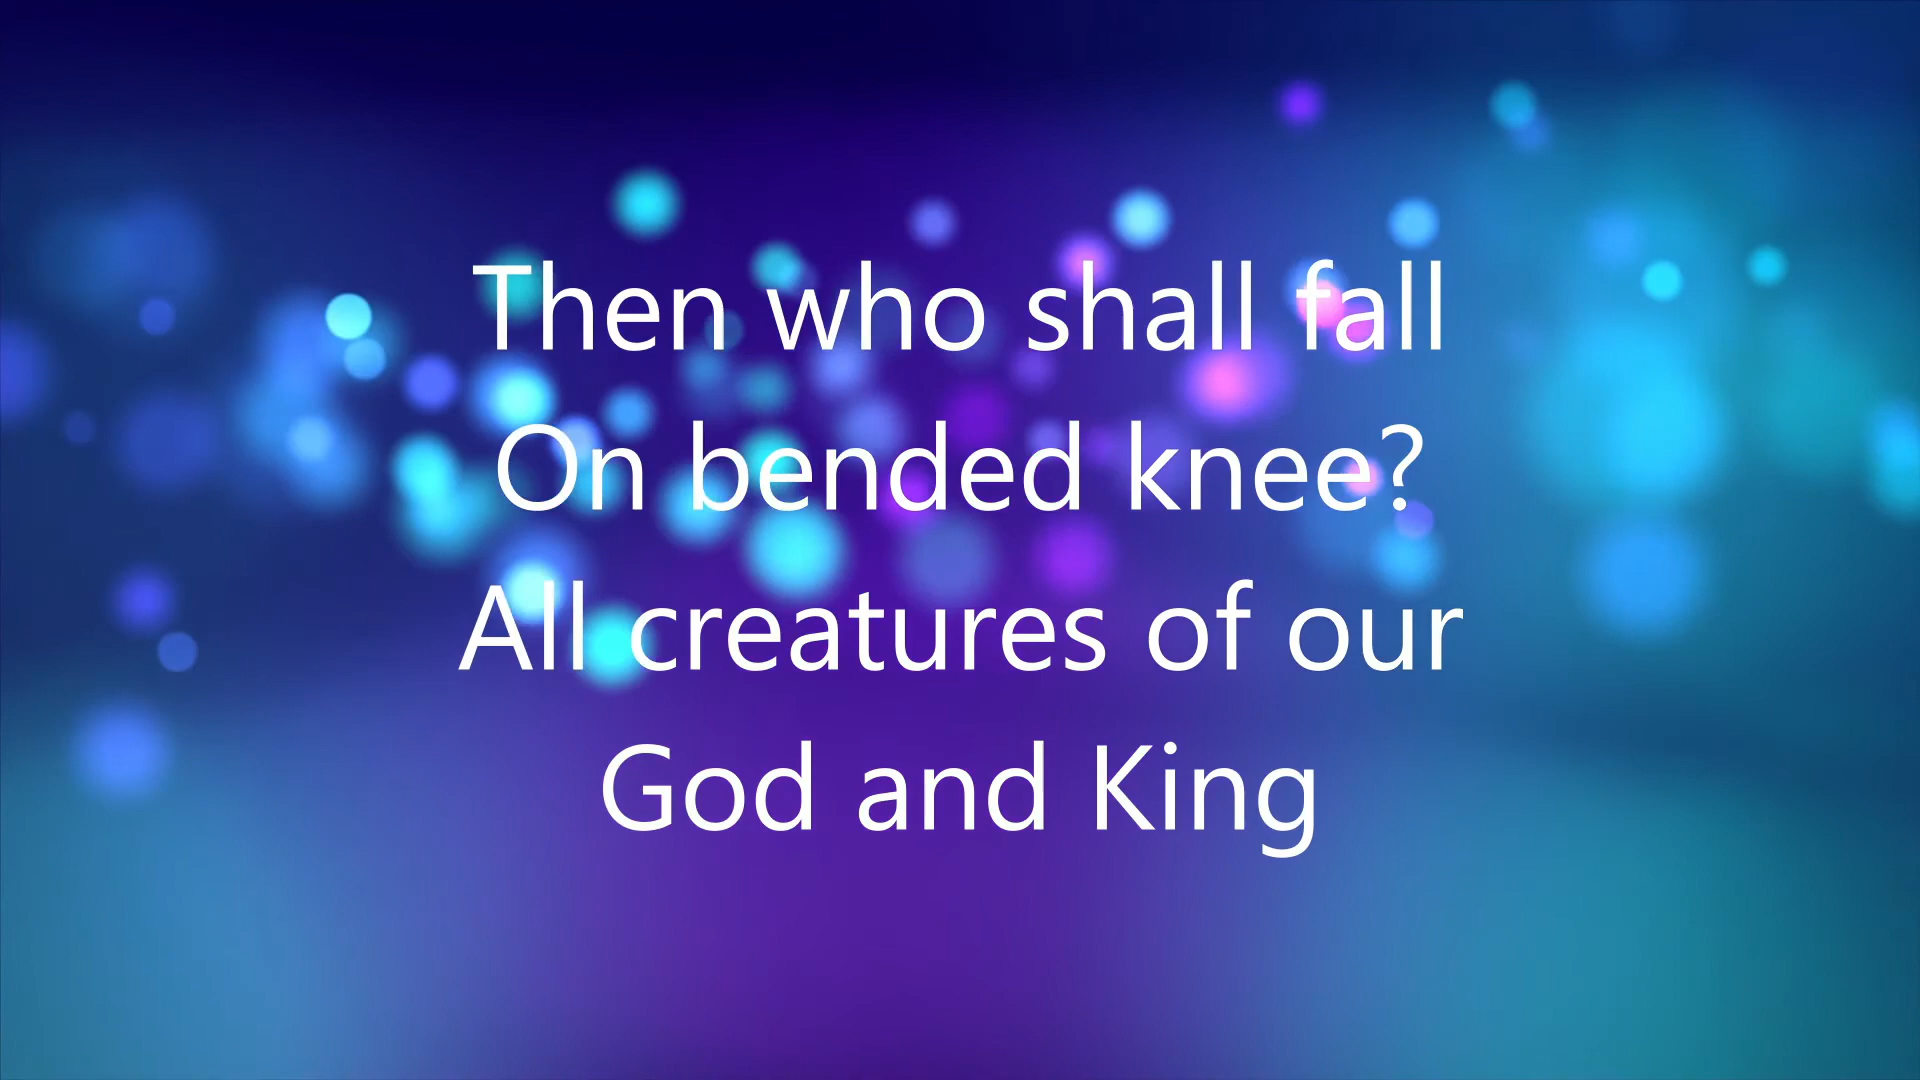 Then who shall fall
On bended knee?
All creatures of our
God and King